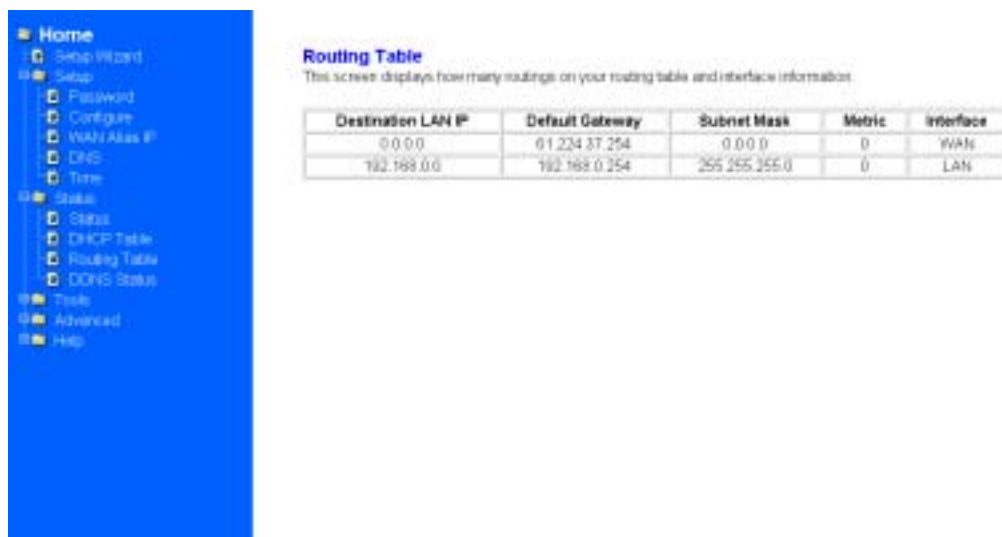 Home
Setup Wizard
Setup
Password
Configure
WAN Alias IP
DNS
Time
Status
Status
DHCP Table
Routing Table
DDNS Status
Tools
Advanced
Help
Routing Table
This screen displays how many routings on your routing table and interface information.
Destination LAN IP Default Gateway Subnet Mask Metric Interface
0.0.0.0 61.224.37.254 0.0.0.0 0 WAN
192.168.0.0 192.168.0.254 255.255.255.0 0 LAN